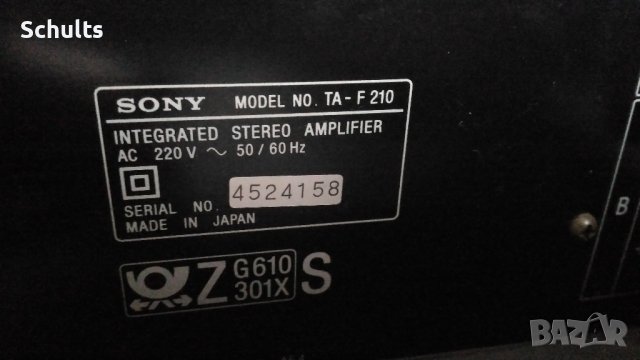 Schults
SONY MODEL NO. TA-F210
INTEGRATED STEREO AMPLIFIER
AC 220V ~ 50/60Hz
SERIAL NO. 4524158
MADE IN JAPAN
Z G610 S
301X
B
BAZAR